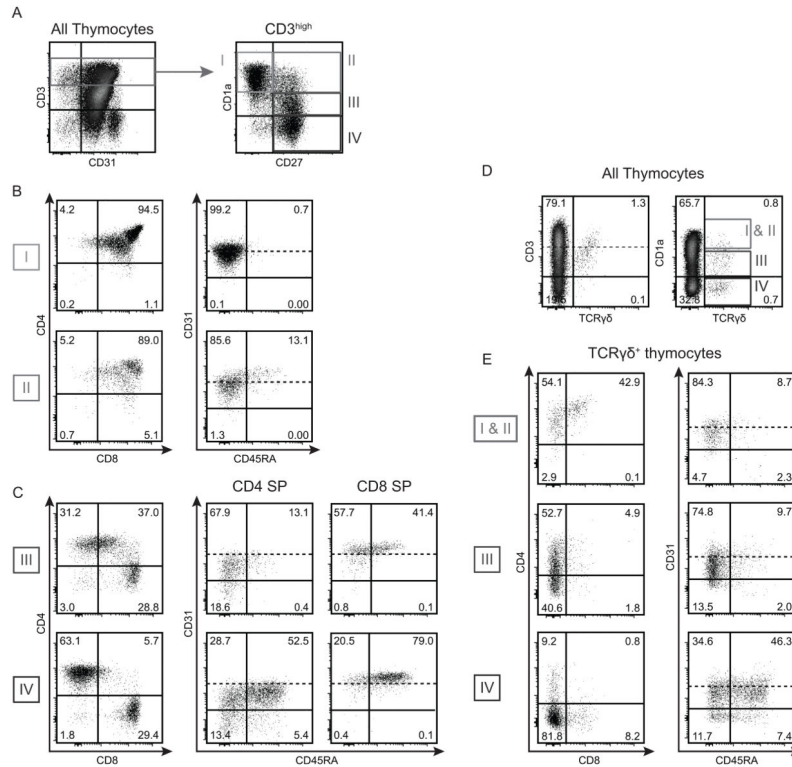 A
All Thymocytes
CD3high
CD3
CD31
I
II
III
IV
CD1a
CD27
B
I
4.2 94.5
0.2 1.1
99.2 0.7
0.1 0.00
II
5.2 89.0
0.7 5.1
85.6 13.1
1.3 0.00
CD4
CD8
CD31
CD45RA
C
CD4 SP
CD8 SP
III
31.2 37.0
3.0 28.8
67.9 13.1
18.6 0.4
57.7 41.4
0.8 0.1
CD4
CD31
IV
63.1 5.7
1.8 29.4
28.7 52.5
13.4 5.4
20.5 79.0
0.4 0.1
CD8
CD45RA
D
All Thymocytes
79.1 1.3
0.1
CD3
TCRγδ
65.7 0.8
I & II
III
IV
32.8 0.7
CD1a
TCRγδ
E
TCRγδ+ thymocytes
I & II
54.1 42.9
2.9 0.1
84.3 8.7
4.7 2.3
III
52.7 4.9
40.6 1.8
74.8 9.7
13.5 2.0
CD4
CD31
IV
9.2 0.8
81.8 8.2
34.6 46.3
11.7 7.4
CD8
CD45RA